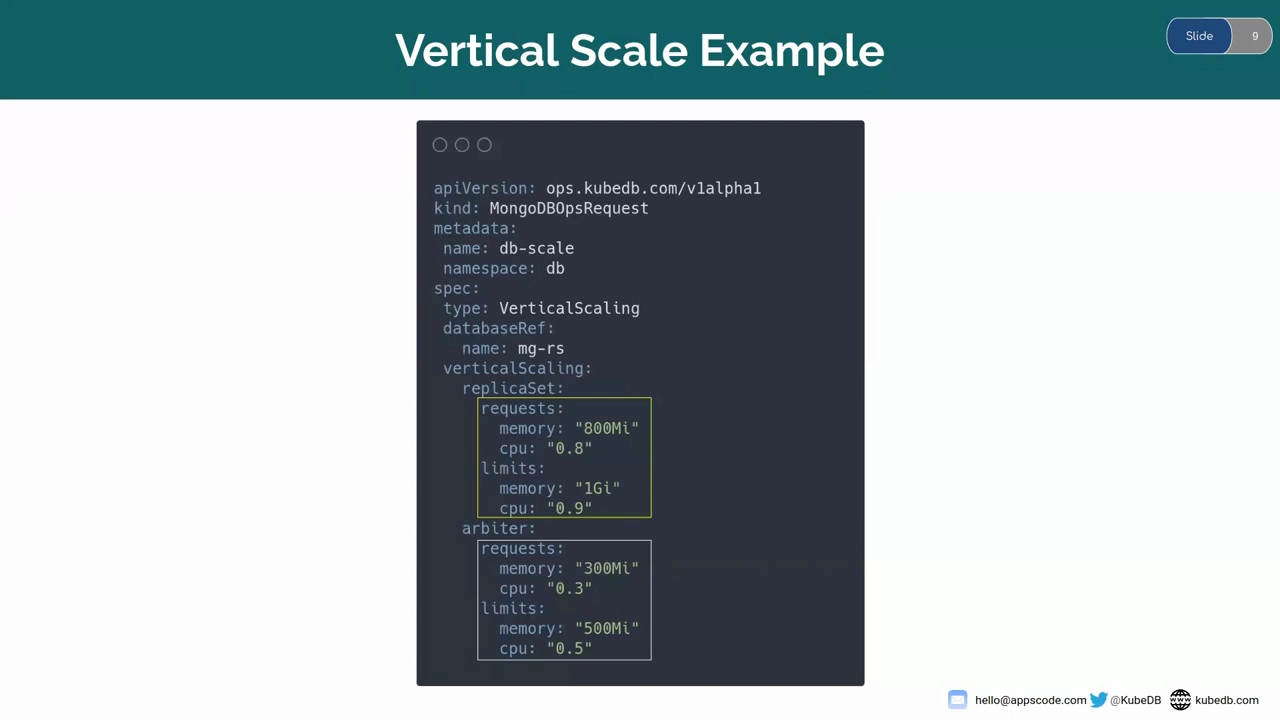 Vertical Scale Example
Slide 9
apiVersion: ops.kubedb.com/v1alpha1
kind: MongoDBOpsRequest
metadata:
 name: db-scale
 namespace: db
spec:
 type: VerticalScaling
 databaseRef:
   name: mg-rs
 verticalScaling:
   replicaSet:
     requests:
       memory: "800Mi"
       cpu: "0.8"
     limits:
       memory: "1Gi"
       cpu: "0.9"
   arbiter:
     requests:
       memory: "300Mi"
       cpu: "0.3"
     limits:
       memory: "500Mi"
       cpu: "0.5"
hello@appscode.com @KubeDB kubedb.com